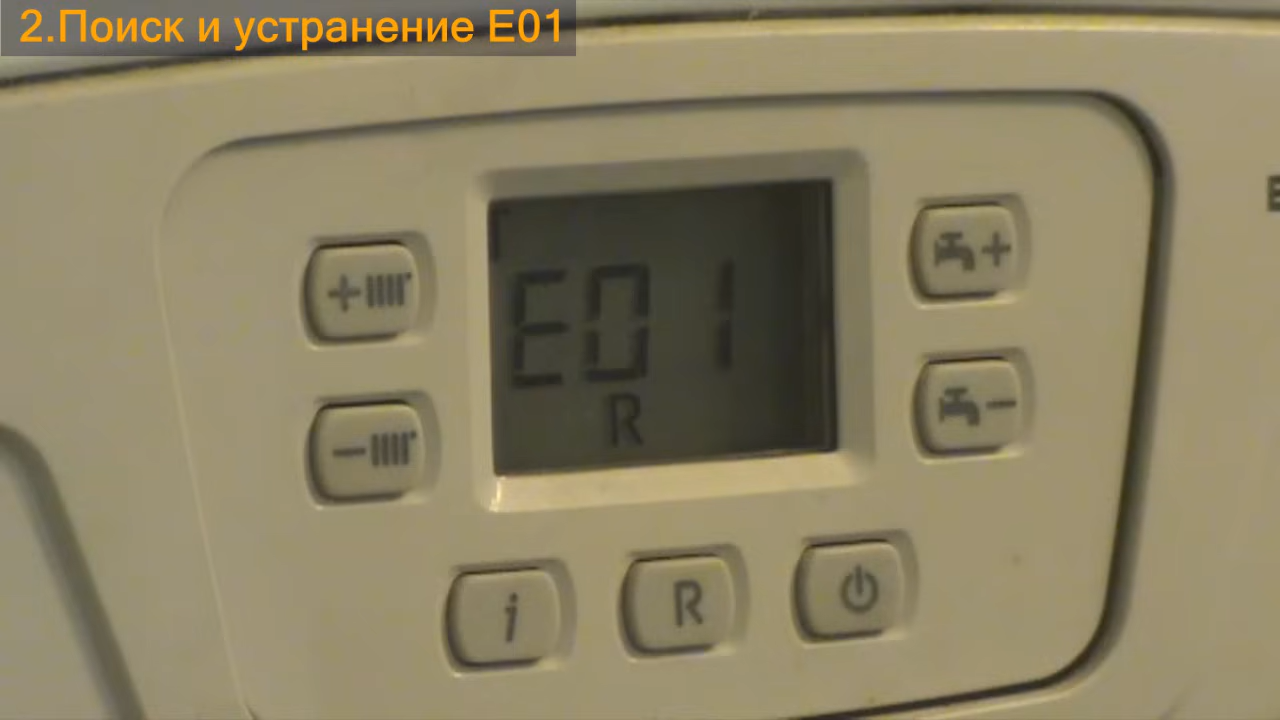 2.Поиск и устранение E01
E01
R
+
+
-
-
i
R